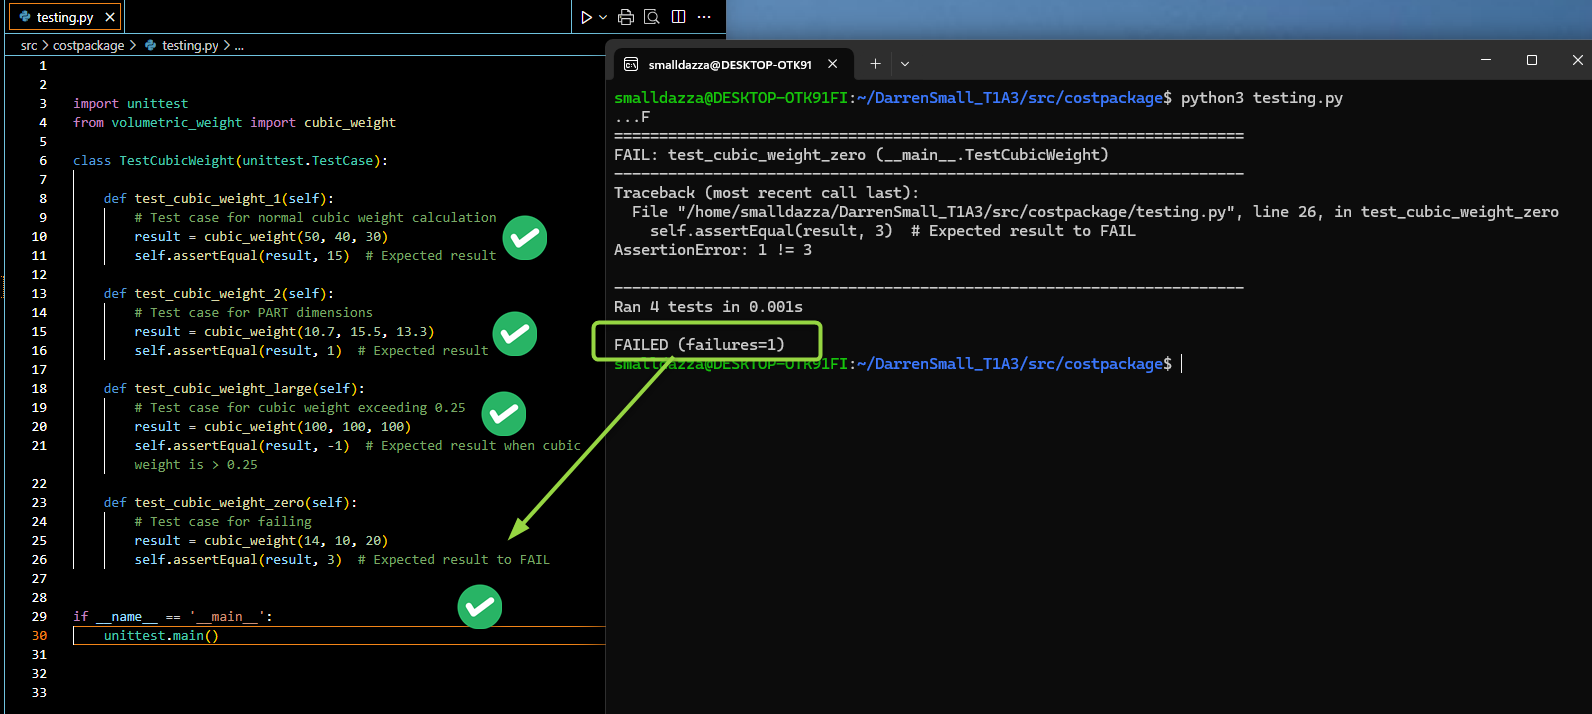 testing.py
src > costpackage > testing.py > ...
1
2
3 import unittest
4 from volumetric_weight import cubic_weight
5
6 class TestCubicWeight(unittest.TestCase):
7
8 def test_cubic_weight_1(self):
9 # Test case for normal cubic weight calculation
10 result = cubic_weight(50, 40, 30)
11 self.assertEqual(result, 15)  # Expected result
12
13 def test_cubic_weight_2(self):
14 # Test case for PART dimensions
15 result = cubic_weight(10.7, 15.5, 13.3)
16 self.assertEqual(result, 1)  # Expected result
17
18 def test_cubic_weight_large(self):
19 # Test case for cubic weight exceeding 0.25
20 result = cubic_weight(100, 100, 100)
21 self.assertEqual(result, -1)  # Expected result when cubic
weight is > 0.25
22
23 def test_cubic_weight_zero(self):
24 # Test case for failing
25 result = cubic_weight(14, 10, 20)
26 self.assertEqual(result, 3)  # Expected result to FAIL
27
28
29 if __name__ == '__main__':
30 unittest.main()
31
32
33
smalldazza@DESKTOP-OTK91
smalldazza@DESKTOP-OTK91FI:~/DarrenSmall_T1A3/src/costpackage$ python3 testing.py
...F
======================================================================
FAIL: test_cubic_weight_zero (__main__.TestCubicWeight)
----------------------------------------------------------------------
Traceback (most recent call last):
File "/home/smalldazza/DarrenSmall_T1A3/src/costpackage/testing.py", line 26, in test_cubic_weight_zero
self.assertEqual(result, 3)  # Expected result to FAIL
AssertionError: 1 != 3
----------------------------------------------------------------------
Ran 4 tests in 0.001s
FAILED (failures=1)
smalldazza@DESKTOP-OTK91FI:~/DarrenSmall_T1A3/src/costpackage$